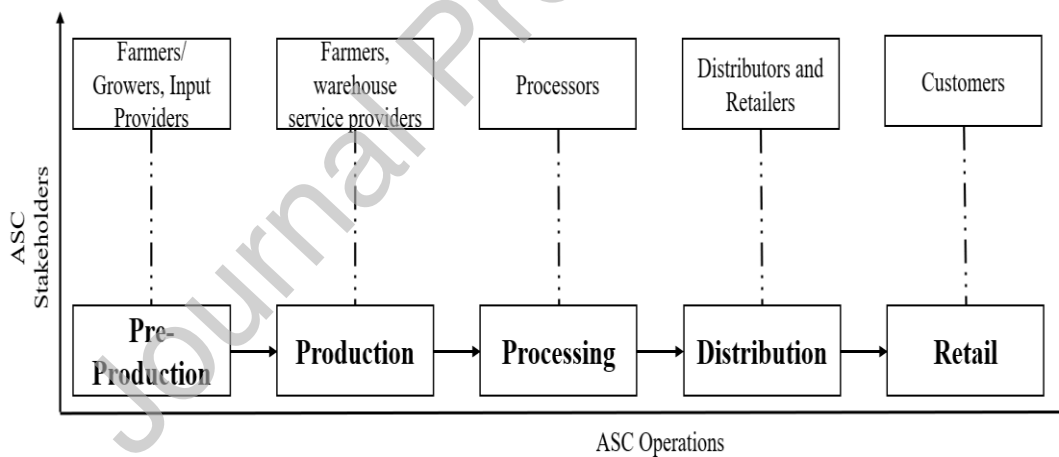 Farmers/
Growers, Input
Providers
Farmers,
warehouse
service providers
Processors
Distributors and
Retailers
Customers
ASC
Stakeholders
Pre-
Production
Production
Processing
Distribution
Retail
ASC Operations
Journal Pre